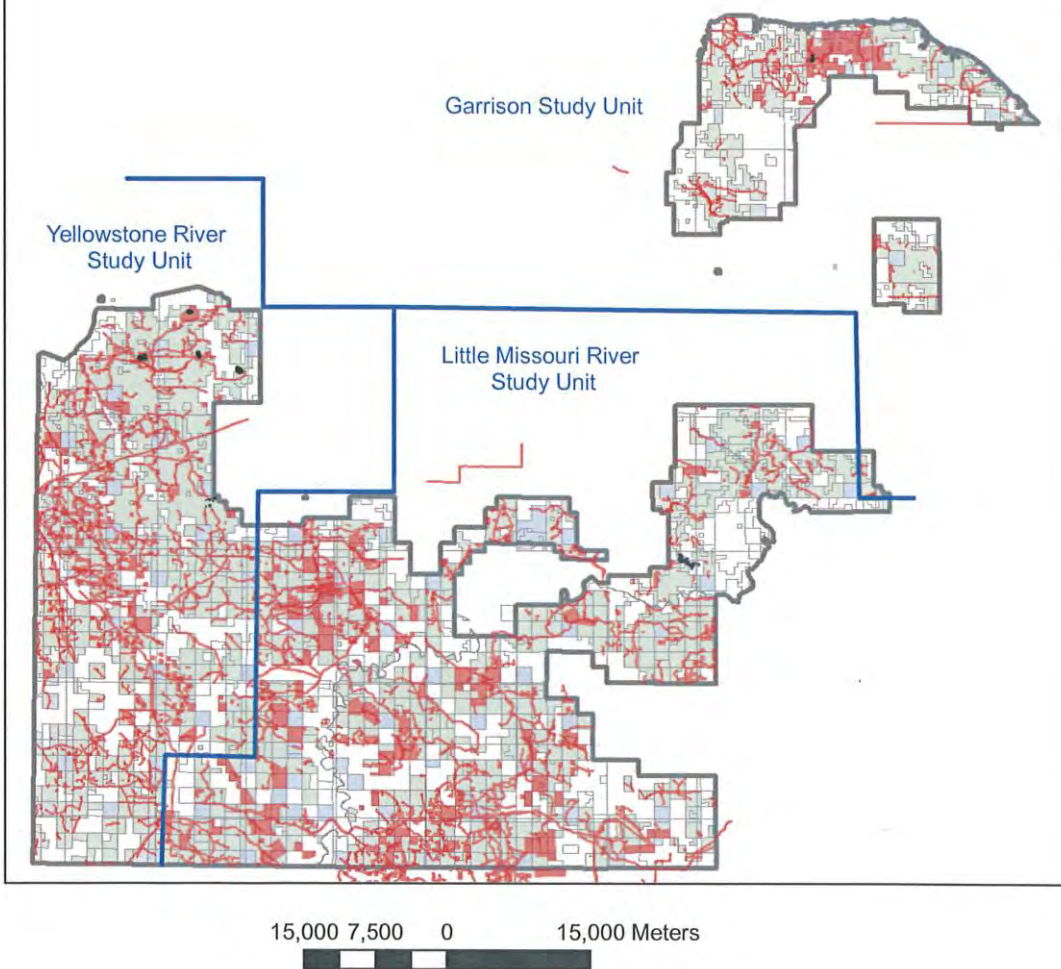 Garrison Study Unit
Yellowstone River
Study Unit
Little Missouri River
Study Unit
15,000 7,500 0 15,000 Meters